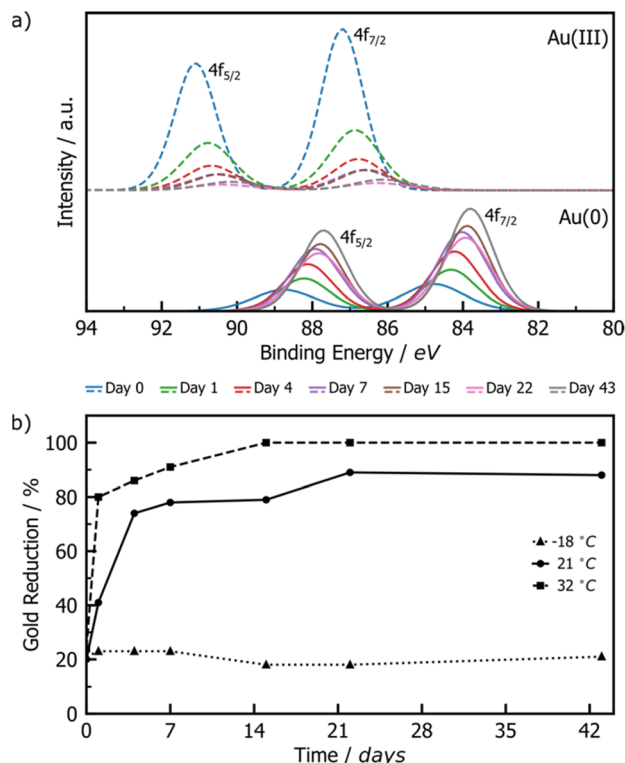 a)
Au(III)
4f5/2
4f7/2
Au(0)
4f5/2
4f7/2
Intensity / a.u.
94 92 90 88 86 84 82 80
Binding Energy / eV
Day 0 Day 1 Day 4 Day 7 Day 15 Day 22 Day 43
b)
100
80
60
40
20
0
Gold Reduction / %
-18 °C
21 °C
32 °C
0 7 14 21 28 35 42
Time / days